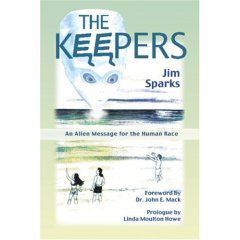 THE
KEEPERS
Jim
Sparks
An Alien Message for the Human Race
Foreword by
Dr. John E. Mack
Prologue by
Linda Moulton Howe